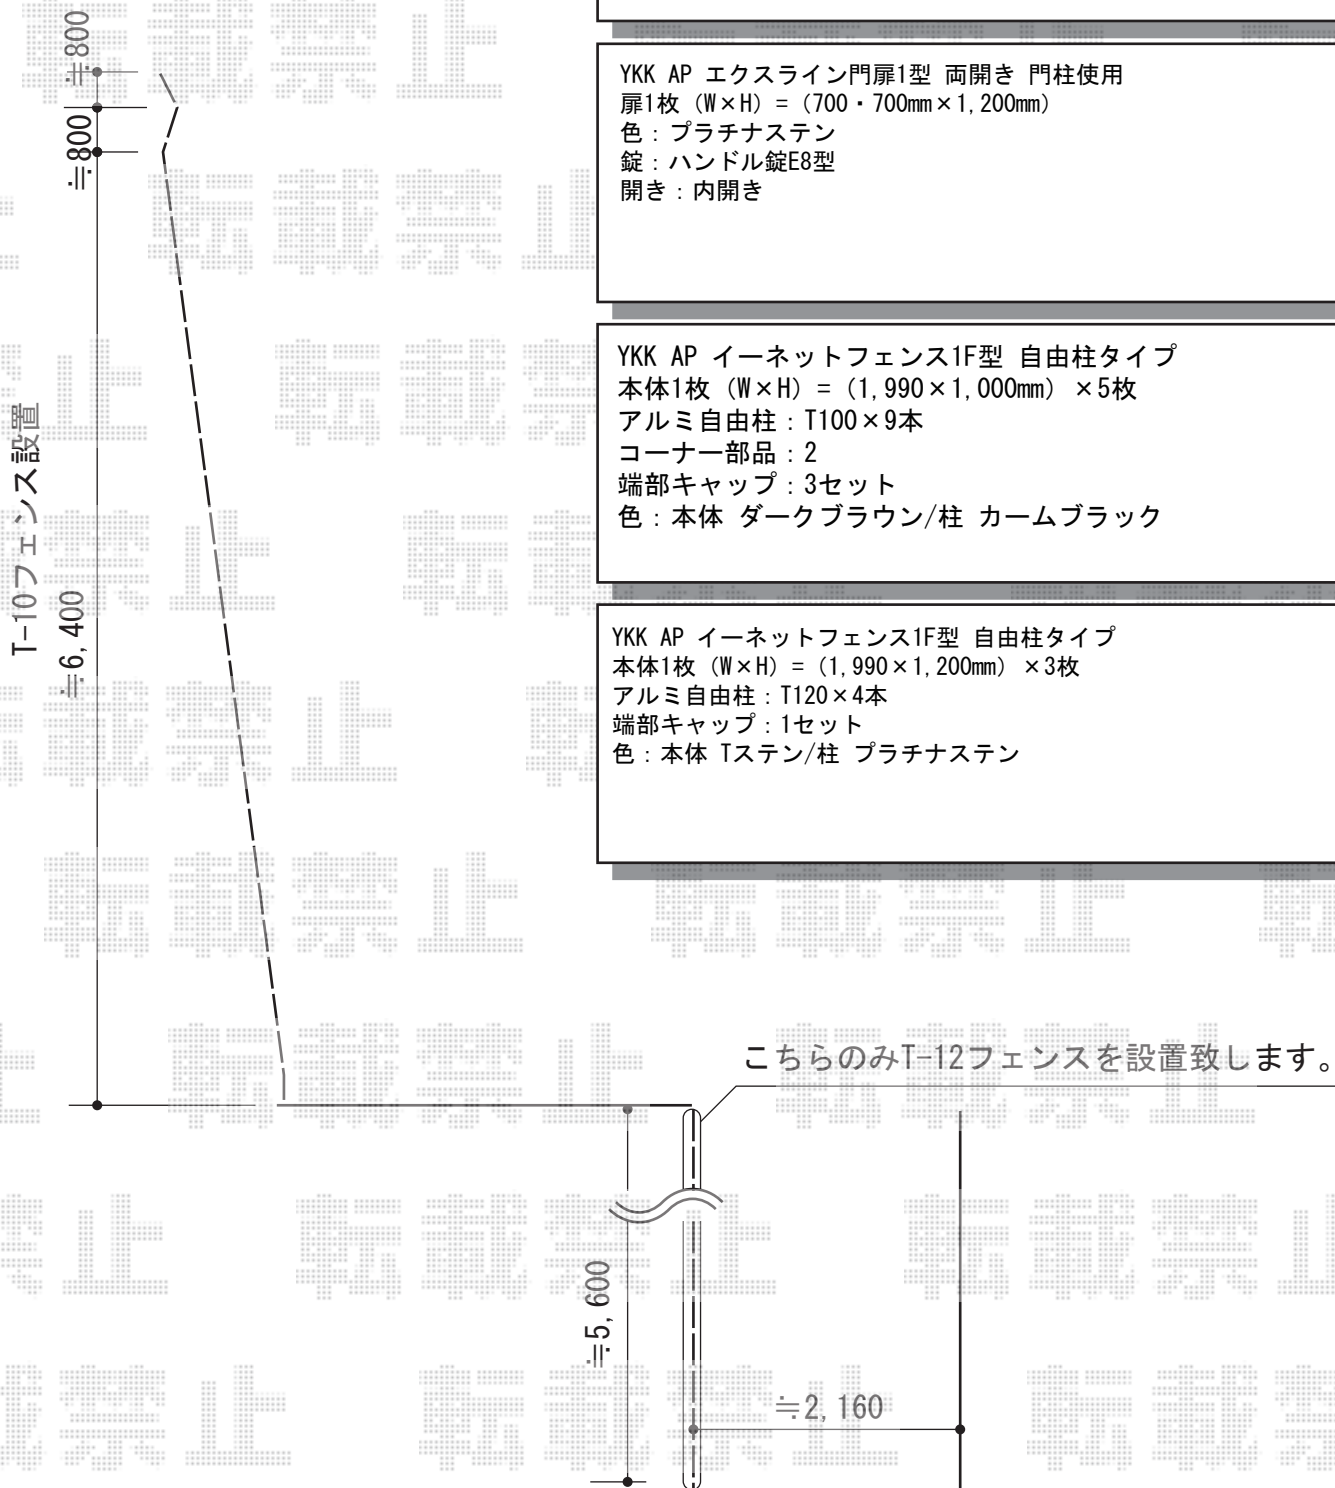 YKK AP エクスライン門扉1型 両開き 門柱使用
扉1枚 (W×H) = (700・700mm×1,200mm)
色：プラチナステン
錠：ハンドル錠E8型
開き：内開き
YKK AP イーネットフェンス1F型 自由柱タイプ
本体1枚 (W×H) = (1,990×1,000mm) ×5枚
アルミ自由柱：T100×9本
コーナー部品：2
端部キャップ：3セット
色：本体 ダークブラウン/柱 カームブラック
YKK AP イーネットフェンス1F型 自由柱タイプ
本体1枚 (W×H) = (1,990×1,200mm) ×3枚
アルミ自由柱：T120×4本
端部キャップ：1セット
色：本体 Tステン/柱 プラチナステン
≒800
≒800
T-10フェンス設置
≒6,400
こちらのみT-12フェンスを設置致します。
≒5,600
≒2,160
転載禁止